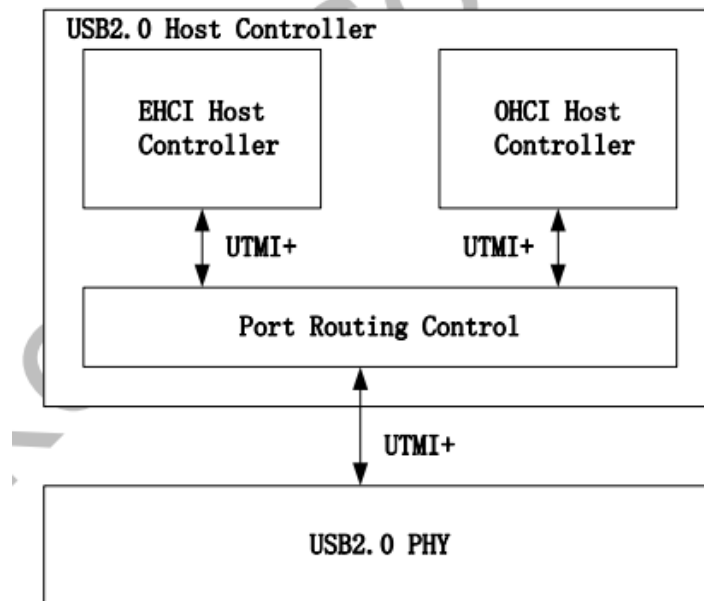 USB2.0 Host Controller
EHCI Host
Controller
OHCI Host
Controller
UTMI+
UTMI+
Port Routing Control
UTMI+
USB2.0 PHY